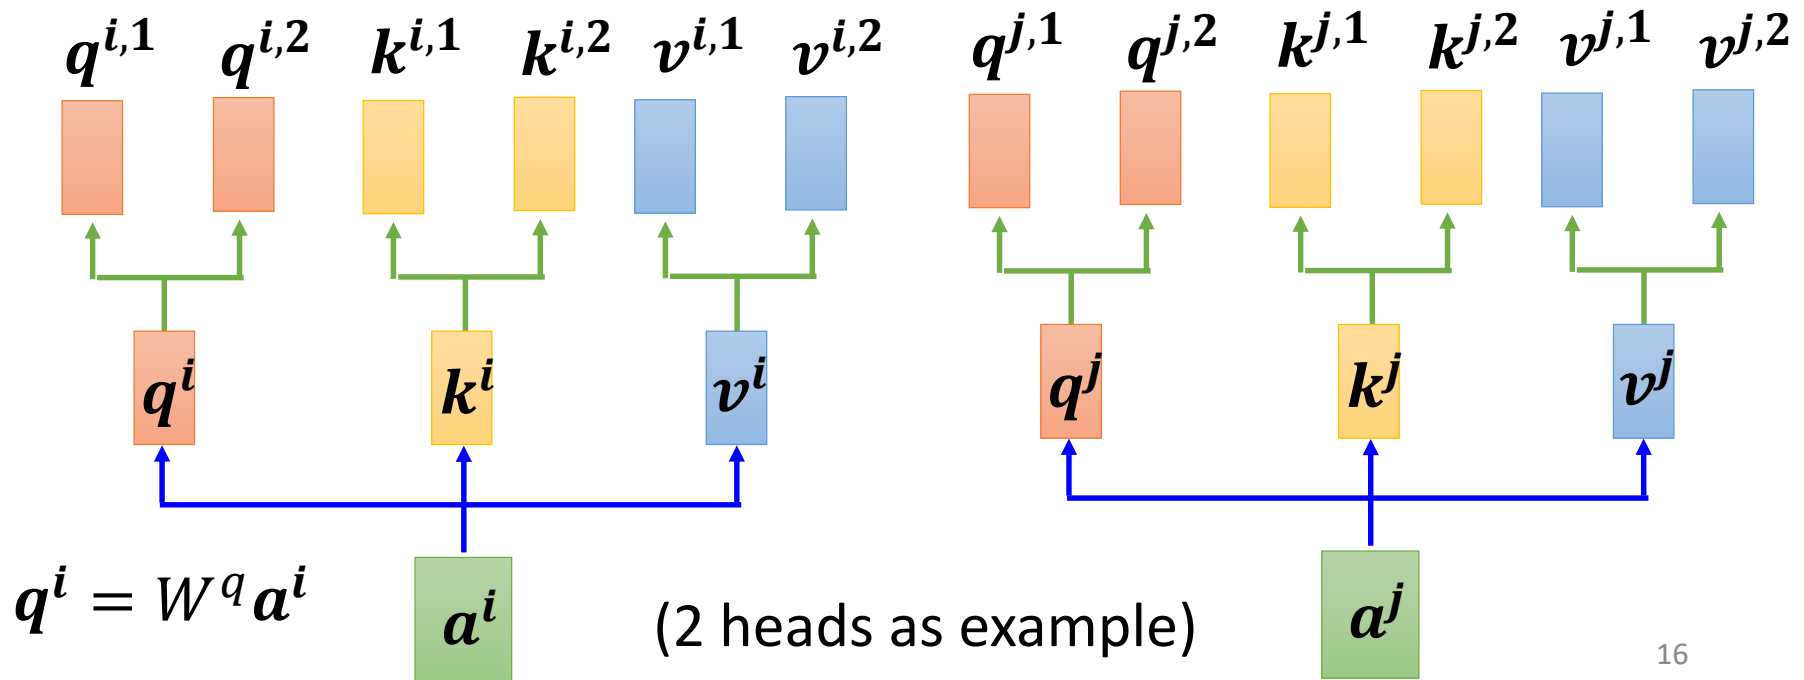 q^{i,1} q^{i,2} k^{i,1} k^{i,2} v^{i,1} v^{i,2} q^{j,1} q^{j,2} k^{j,1} k^{j,2} v^{j,1} v^{j,2}
q^i k^i v^i q^j k^j v^j
q^i = W^q a^i
a^i (2 heads as example) a^j
16